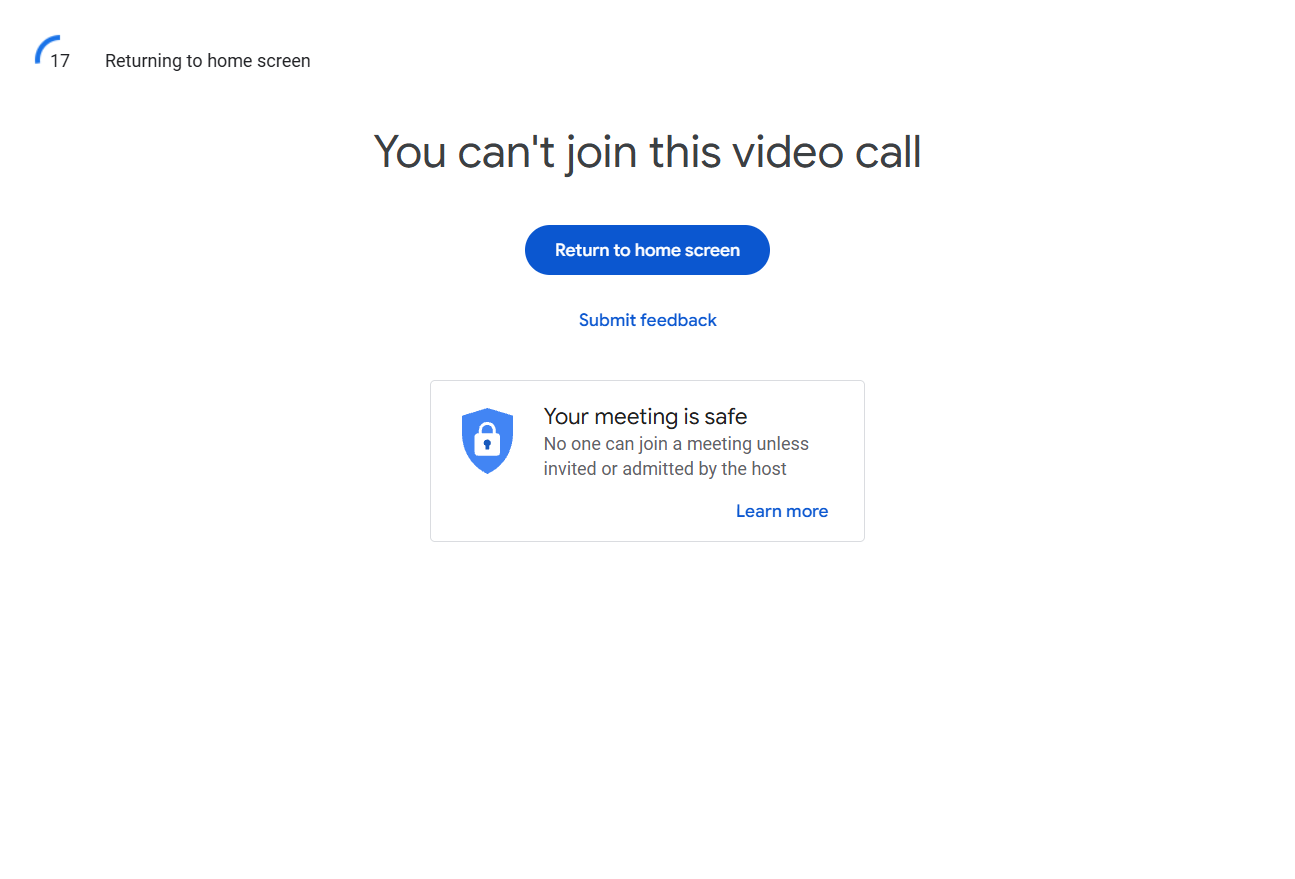 17
Returning to home screen
You can't join this video call
Return to home screen
Submit feedback
Your meeting is safe
No one can join a meeting unless
invited or admitted by the host
Learn more